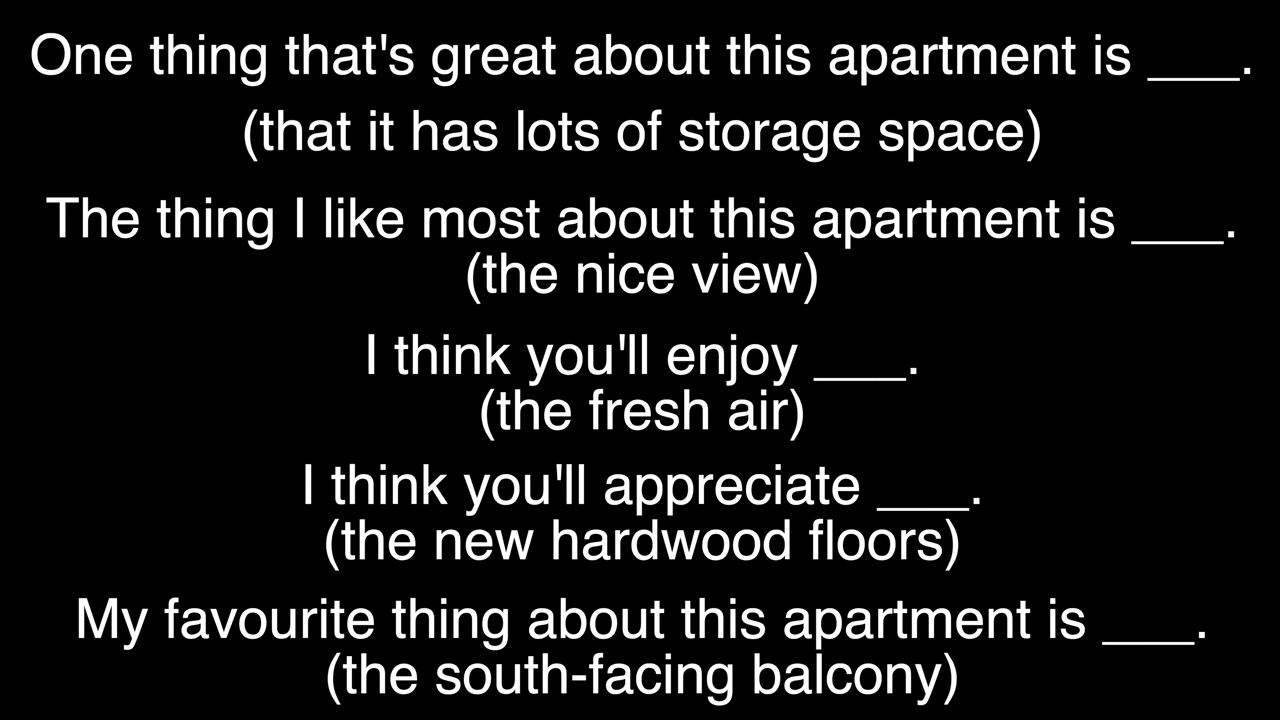 One thing that's great about this apartment is ___.
(that it has lots of storage space)
The thing I like most about this apartment is ___.
(the nice view)
I think you'll enjoy ___.
(the fresh air)
I think you'll appreciate ___.
(the new hardwood floors)
My favourite thing about this apartment is ___.
(the south-facing balcony)